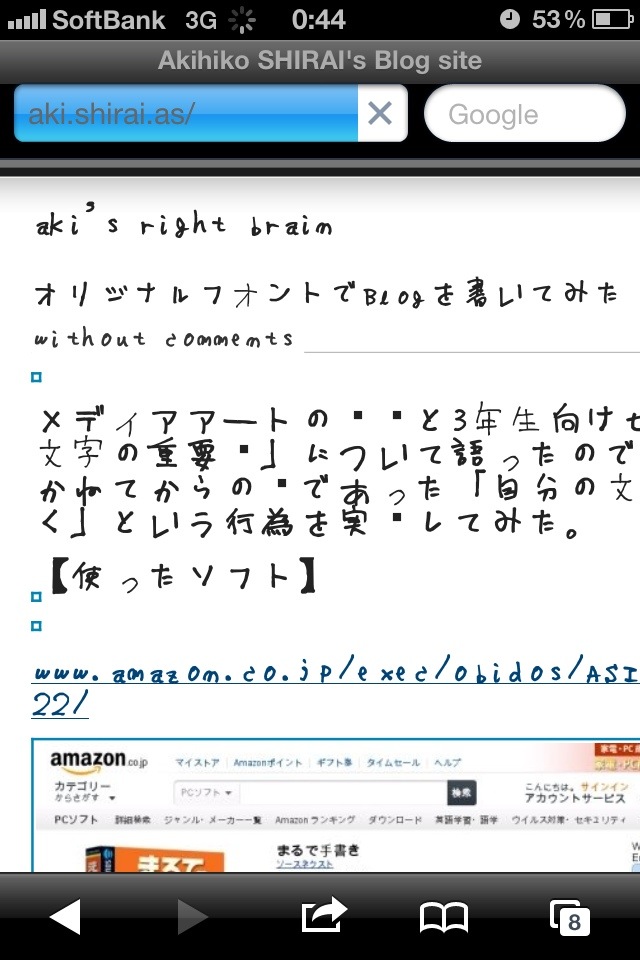 SoftBank 3G 0:44 53%
Akihiko SHIRAI's Blog site
aki.shirai.as/ Google
aki's right brain
オリジナルフォントでBlogを書いてみた
without comments
メディアアートの▪▪と3年生向けセ
文字の重要▪」について語ったので
かねてからの▪であった「自分の文
く」という行為を実▪してみた。
【使ったソフト】
www.amazon.co.jp/exec/obidos/ASI
22/
amazon.co.jp マイストア Amazonポイント ギフト券 タイムセール ヘルプ 家電・PC
カテゴリー PCソフト 検索 こんにちは。サインイン
からさがす アカウントサービス
PCソフト 詳細検索 ジャンル・メーカー一覧 Amazon ランキング ダウンロード 英語学習・語学 ウイルス対策・セキュリティ
まるで まるで手書き
ソースネクスト
8